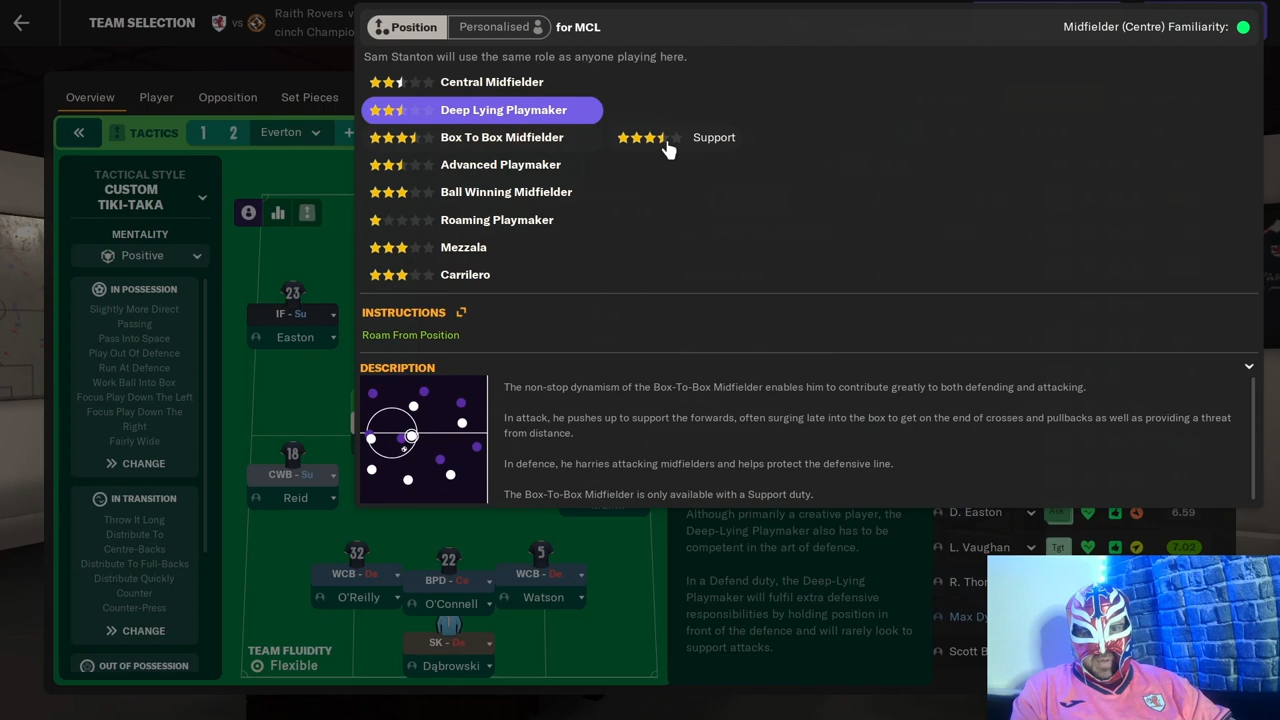 TEAM SELECTION
vs
Raith Rovers v
cinch Champio
Position
Personalised
for MCL
Midfielder (Centre) Familiarity:
Sam Stanton will use the same role as anyone playing here.
Central Midfielder
Deep Lying Playmaker
Box To Box Midfielder
Support
Advanced Playmaker
Ball Winning Midfielder
Roaming Playmaker
Mezzala
Carrilero
INSTRUCTIONS
Roam From Position
DESCRIPTION
The non-stop dynamism of the Box-To-Box Midfielder enables him to contribute greatly to both defending and attacking.
In attack, he pushes up to support the forwards, often surging late into the box to get on the end of crosses and pullbacks as well as providing a threat
from distance.
In defence, he harries attacking midfielders and helps protect the defensive line.
The Box-To-Box Midfielder is only available with a Support duty.
Overview
Player
Opposition
Set Pieces
TACTICS
1
2
Everton
TACTICAL STYLE
CUSTOM
TIKI-TAKA
MENTALITY
Positive
IN POSSESSION
Slightly More Direct
Passing
Pass Into Space
Play Out Of Defence
Run At Defence
Work Ball Into Box
Focus Play Down The Left
Focus Play Down The
Right
Fairly Wide
CHANGE
IN TRANSITION
Throw It Long
Distribute To
Centre-Backs
Distribute To Full-Backs
Distribute Quickly
Counter
Counter-Press
CHANGE
OUT OF POSSESSION
23
IF - Su
Easton
18
CWB - Su
Reid
32
WCB - De
O'Reilly
22
BPD - Co
O'Connell
5
WCB - De
Watson
SK - De
Dąbrowski
TEAM FLUIDITY
Flexible
Although primarily a creative player, the
Deep-Lying Playmaker also has to be
competent in the art of defence.
In a Defend duty, the Deep-Lying
Playmaker will fulfil extra defensive
responsibilities by holding position in
front of the defence and will rarely look to
support attacks.
D. Easton
6.59
L. Vaughan
Tgt
7.02
R. Tho
Max Dy
Scott B